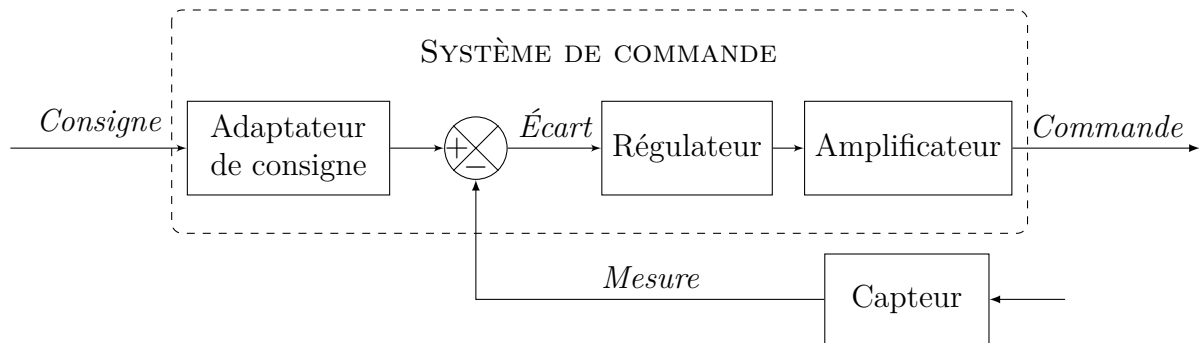 SYSTÈME DE COMMANDE
Consigne
Adaptateur
de consigne
+
−
Écart
Régulateur
Amplificateur
Commande
Mesure
Capteur